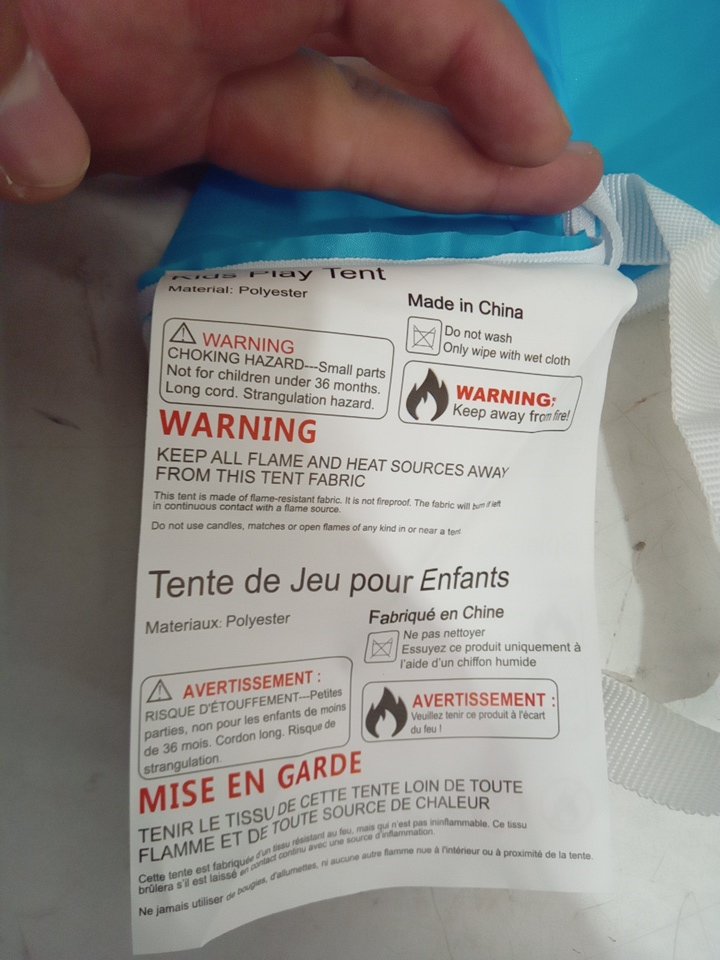 Kids Play Tent
Material: Polyester
Made in China
Do not wash
Only wipe with wet cloth
WARNING
CHOKING HAZARD---Small parts
Not for children under 36 months.
Long cord. Strangulation hazard.
WARNING:
Keep away from fire!
WARNING
KEEP ALL FLAME AND HEAT SOURCES AWAY
FROM THIS TENT FABRIC
This tent is made of flame-resistant fabric. It is not fireproof. The fabric will burn if left
in continuous contact with a flame source.
Do not use candles, matches or open flames of any kind in or near a tent
Tente de Jeu pour Enfants
Materiaux: Polyester
Fabriqué en Chine
Ne pas nettoyer
Essuyez ce produit uniquement à
l'aide d'un chiffon humide
AVERTISSEMENT :
RISQUE D'ÉTOUFFEMENT---Petites
parties, non pour les enfants de moins
de 36 mois. Cordon long. Risque de
strangulation.
AVERTISSEMENT :
Veuillez tenir ce produit à l'écart
du feu !
MISE EN GARDE
TENIR LE TISSU DE CETTE TENTE LOIN DE TOUTE
FLAMME ET DE TOUTE SOURCE DE CHALEUR
Cette tente est fabriquée d'un tissu résistant au feu, mais qui n'est pas ininflammable. Ce tissu
brûlera s'il est laissé en contact continu avec une source d'inflammation.
Ne jamais utiliser de bougies, d'allumettes, ni aucune autre flamme nue à l'intérieur ou à proximité de la tente.